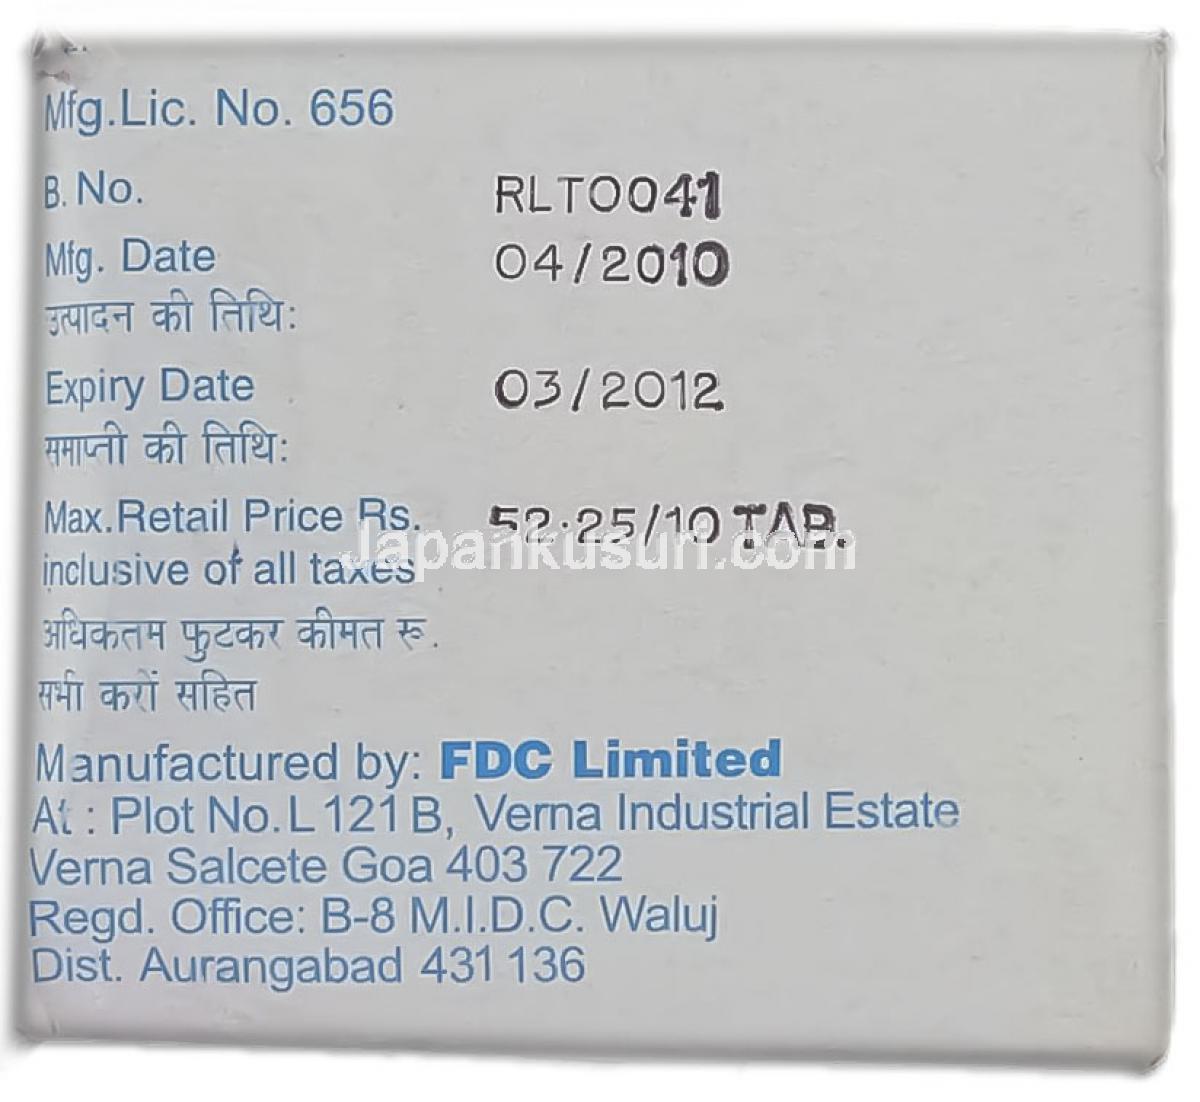 Mfg.Lic. No. 656
B. No. RLT0041
Mfg. Date 04/2010
उत्पादन की तिथि:
Expiry Date 03/2012
समाप्ती की तिथि:
Max.Retail Price Rs. 52.25/10 TAB.
Japankusuri.com
inclusive of all taxes
अधिकतम फुटकर कीमत रू.
सभी करों सहित
Manufactured by: FDC Limited
At : Plot No. L 121 B, Verna Industrial Estate
Verna Salcete Goa 403 722
Regd. Office: B-8 M.I.D.C. Waluj
Dist. Aurangabad 431 136